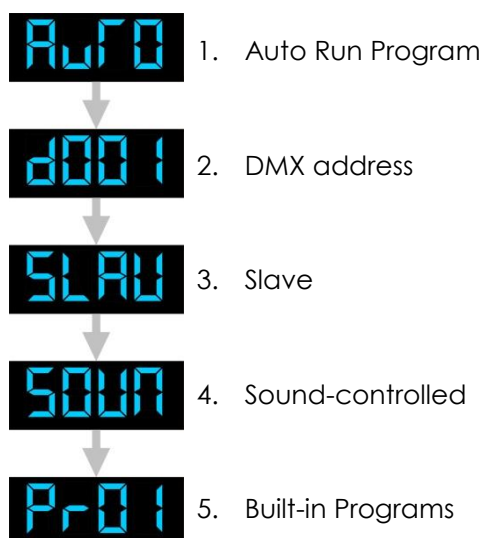 AuTO 1. Auto Run Program
d001 2. DMX address
SLAU 3. Slave
SOUN 4. Sound-controlled
Pr01 5. Built-in Programs